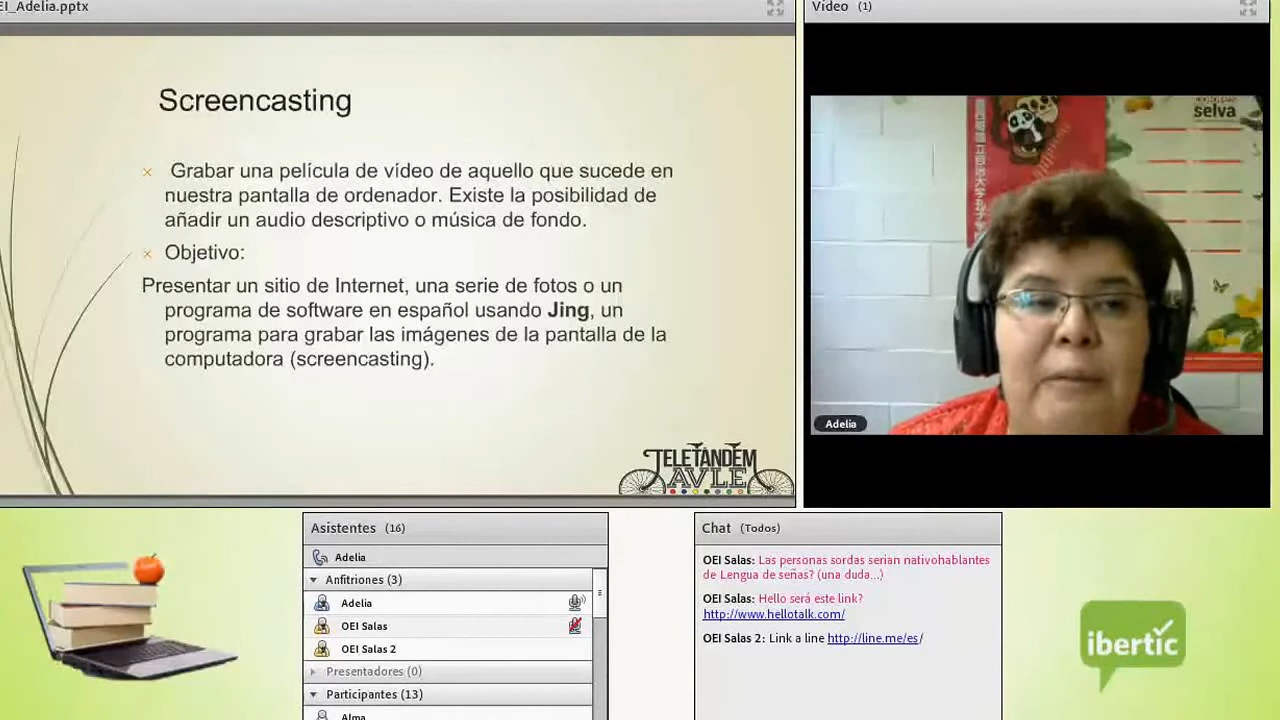 EI_Adelia.pptx
Screencasting
Grabar una película de vídeo de aquello que sucede en
nuestra pantalla de ordenador. Existe la posibilidad de
añadir un audio descriptivo o música de fondo.
Objetivo:
Presentar un sitio de Internet, una serie de fotos o un
programa de software en español usando Jing, un
programa para grabar las imágenes de la pantalla de la
computadora (screencasting).
TELETÁNDEM
AVLE
Vídeo (1)
selva
Adelia
Asistentes (16)
Adelia
Anfitriones (3)
Adelia
OEI Salas
OEI Salas 2
Presentadores (0)
Participantes (13)
Alma
Chat (Todos)
OEI Salas: Las personas sordas serian nativohablantes
de Lengua de señas? (una duda...)
OEI Salas: Hello será este link?
http://www.hellotalk.com/
OEI Salas 2: Link a line http://line.me/es/
ibertic